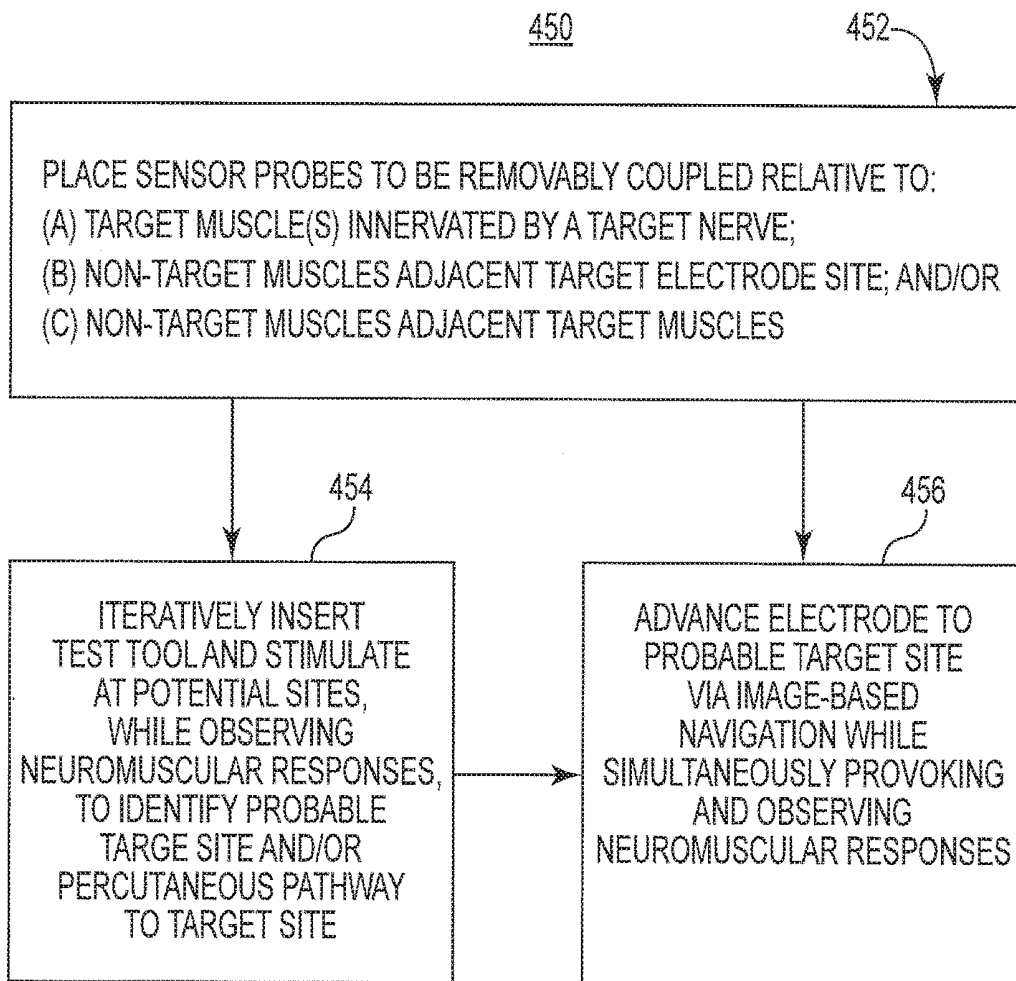 450
452
PLACE SENSOR PROBES TO BE REMOVABLY COUPLED RELATIVE TO:
(A) TARGET MUSCLE(S) INNERVATED BY A TARGET NERVE;
(B) NON-TARGET MUSCLES ADJACENT TARGET ELECTRODE SITE; AND/OR
(C) NON-TARGET MUSCLES ADJACENT TARGET MUSCLES
454
ITERATIVELY INSERT
TEST TOOL AND STIMULATE
AT POTENTIAL SITES,
WHILE OBSERVING
NEUROMUSCULAR RESPONSES,
TO IDENTIFY PROBABLE
TARGE SITE AND/OR
PERCUTANEOUS PATHWAY
TO TARGET SITE
456
ADVANCE ELECTRODE TO
PROBABLE TARGET SITE
VIA IMAGE-BASED
NAVIGATION WHILE
SIMULTANEOUSLY PROVOKING
AND OBSERVING
NEUROMUSCULAR RESPONSES